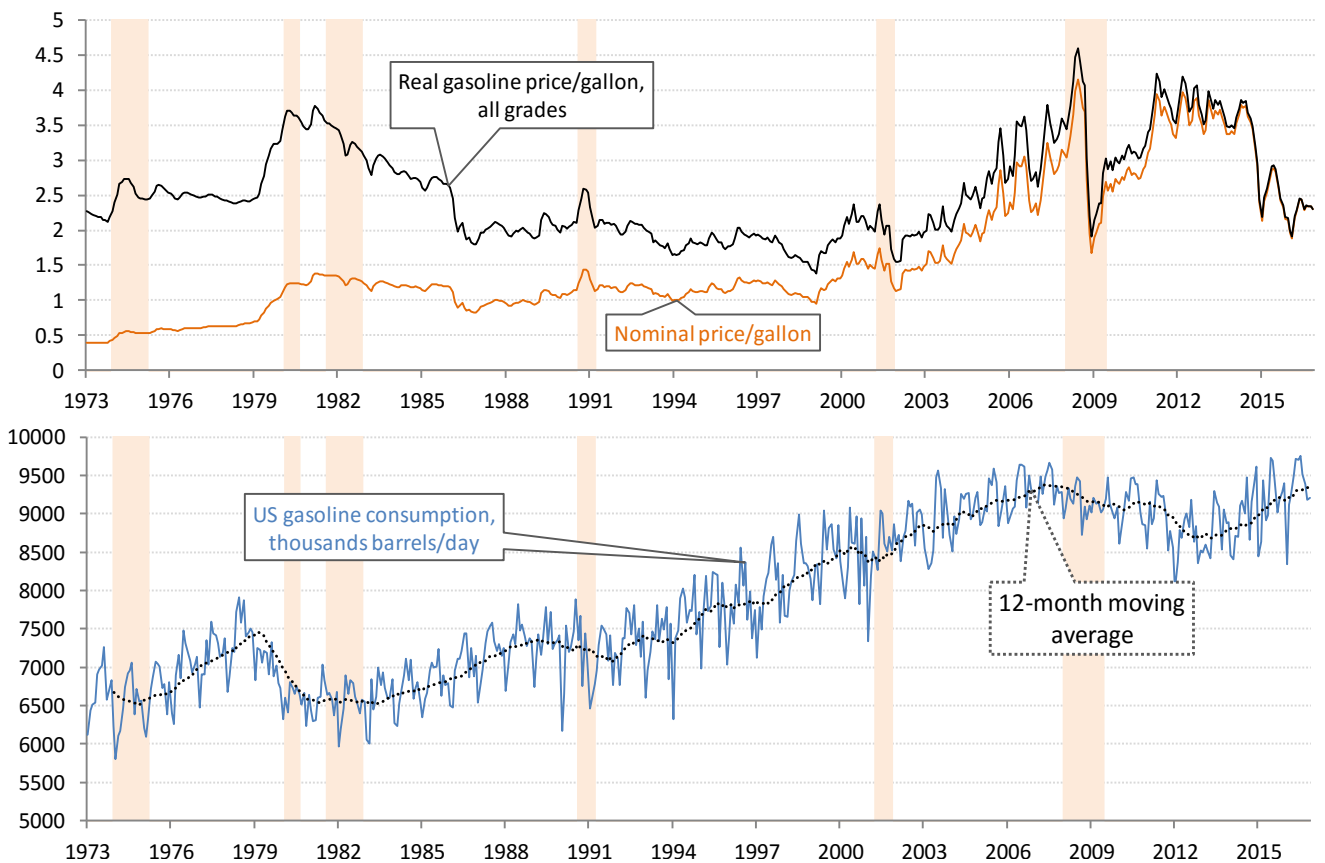 5
4.5
4
3.5
3
2.5
2
1.5
1
0.5
0
Real gasoline price/gallon,
all grades
Nominal price/gallon
1973 1976 1979 1982 1985 1988 1991 1994 1997 2000 2003 2006 2009 2012 2015
10000
9500
9000
8500
8000
7500
7000
6500
6000
5500
5000
US gasoline consumption,
thousands barrels/day
12-month moving
average
1973 1976 1979 1982 1985 1988 1991 1994 1997 2000 2003 2006 2009 2012 2015